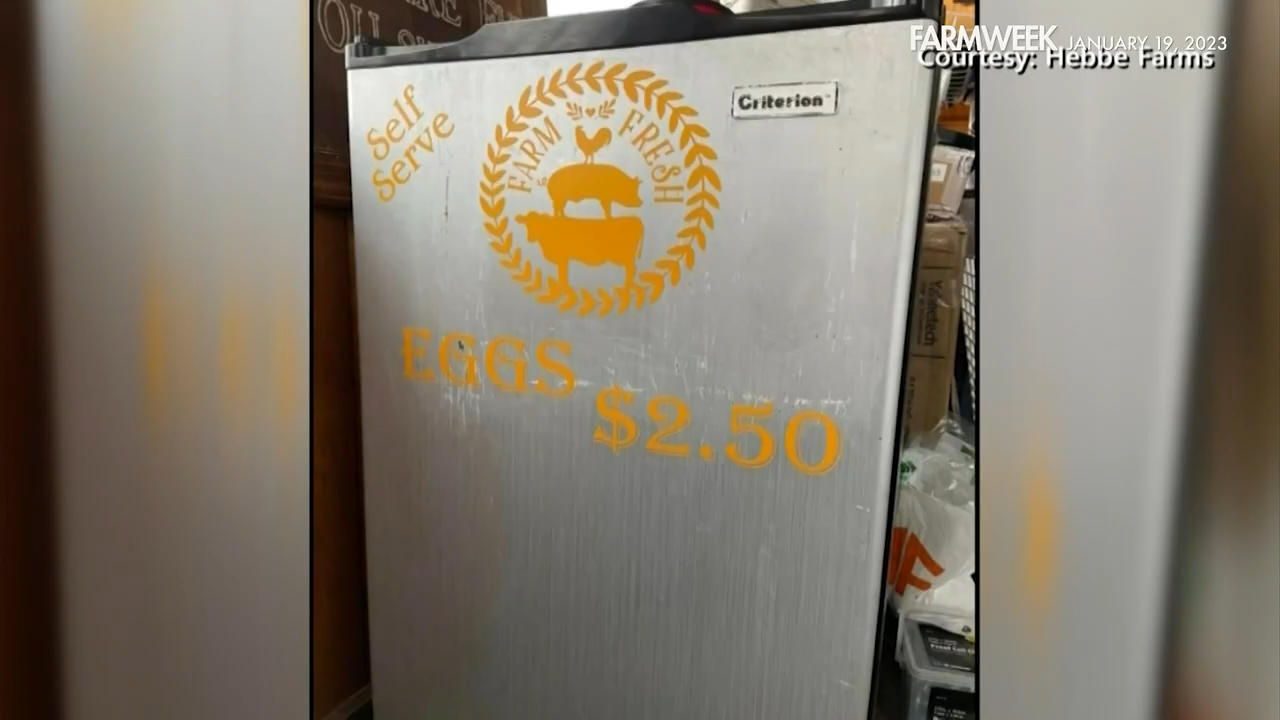 FARMWEEK JANUARY 19, 2023
Courtesy: Hebbe Farms
Self
Serve
FARM FRESH
Criterion
EGGS
$2.50